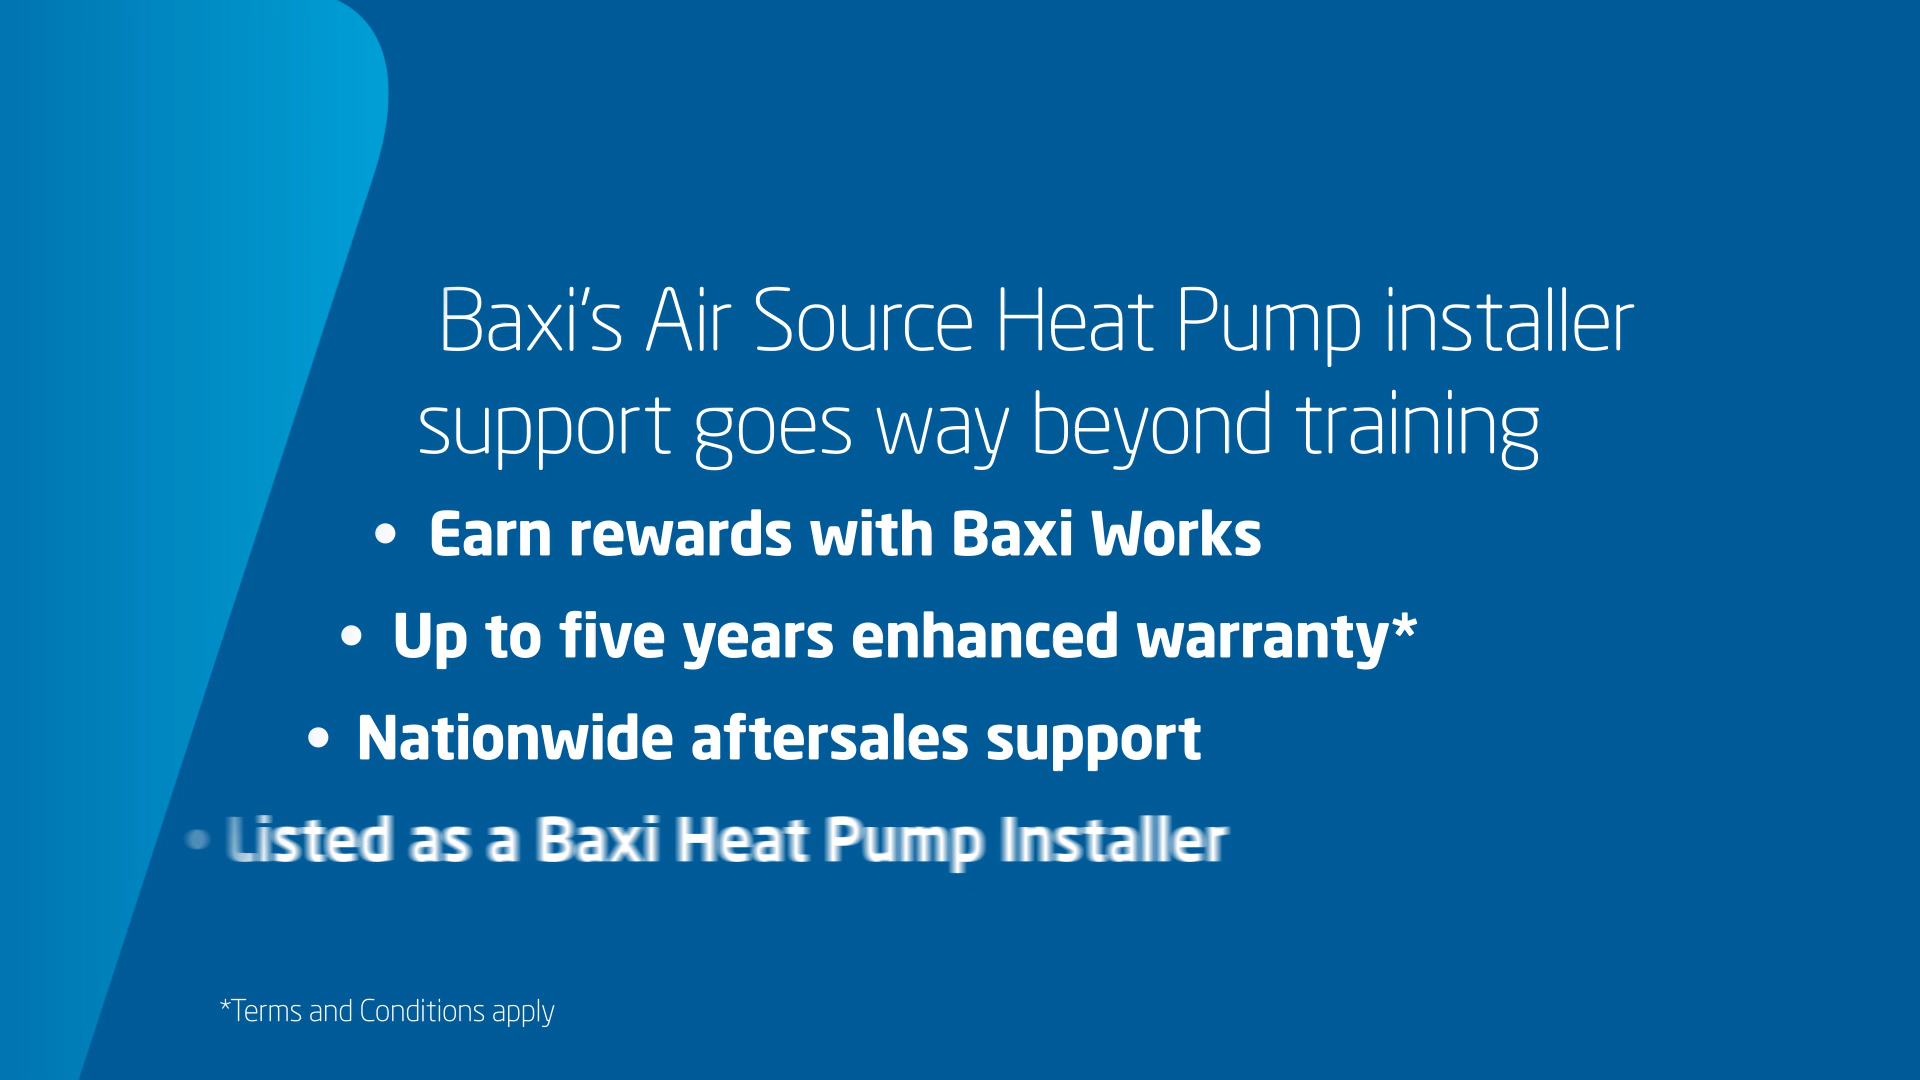 Baxi's Air Source Heat Pump installer
support goes way beyond training
• Earn rewards with Baxi Works
• Up to five years enhanced warranty*
• Nationwide aftersales support
• Listed as a Baxi Heat Pump Installer
*Terms and Conditions apply